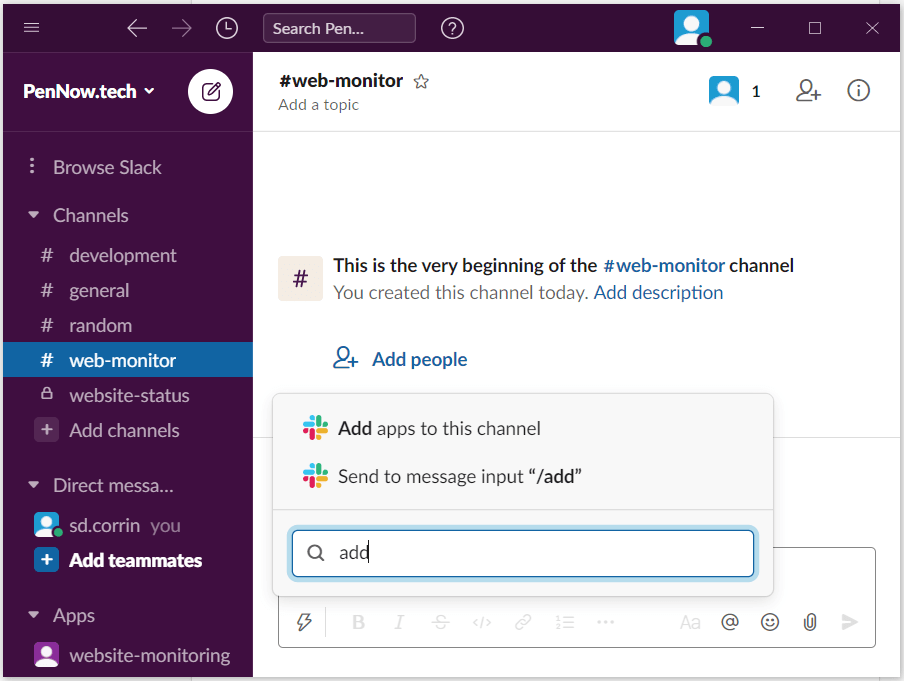 Search Pen...
PenNow.tech
#web-monitor
Add a topic
1
Browse Slack
Channels
# development
# general
# random
# web-monitor
website-status
+ Add channels
Direct messa...
sd.corrin you
+ Add teammates
Apps
website-monitoring
#
This is the very beginning of the #web-monitor channel
You created this channel today. Add description
Add people
Add apps to this channel
Send to message input “/add”
add
B I S </> Aa @